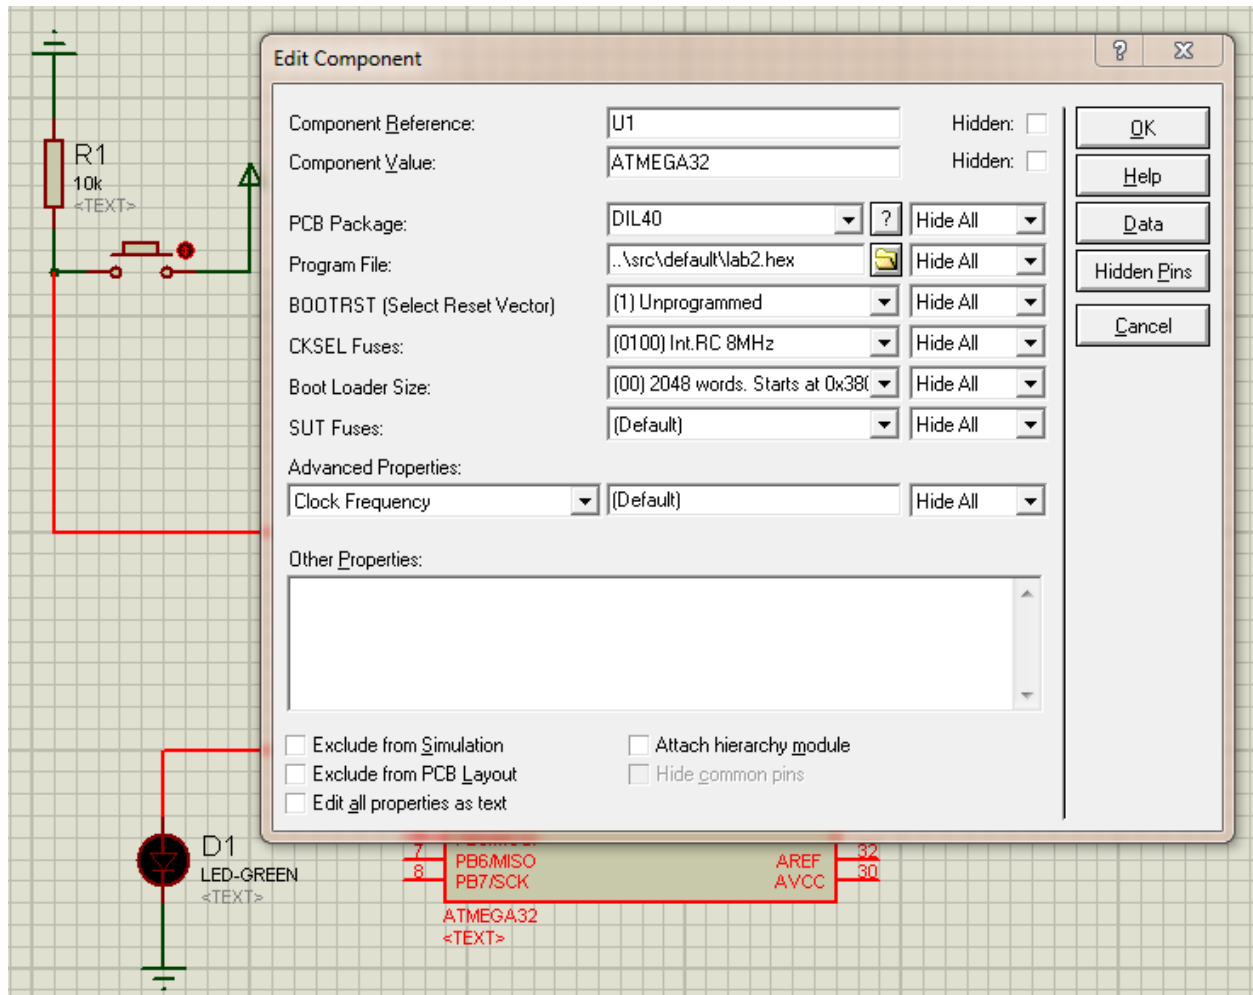 Edit Component
Component Reference: U1 Hidden:
Component Value: ATMEGA32 Hidden:
PCB Package: DIL40 ? Hide All
Program File: ..\src\default\lab2.hex Hide All
BOOTRST (Select Reset Vector) (1) Unprogrammed Hide All
CKSEL Fuses: (0100) Int.RC 8MHz Hide All
Boot Loader Size: (00) 2048 words. Starts at 0x380 Hide All
SUT Fuses: (Default) Hide All
Advanced Properties:
Clock Frequency (Default) Hide All
Other Properties:
Exclude from Simulation
Exclude from PCB Layout
Edit all properties as text
Attach hierarchy module
Hide common pins
OK
Help
Data
Hidden Pins
Cancel
R1
10k
<TEXT>
D1
LED-GREEN
<TEXT>
7
8 PB6/MISO
PB7/SCK
AREF 32
AVCC 30
ATMEGA32
<TEXT>